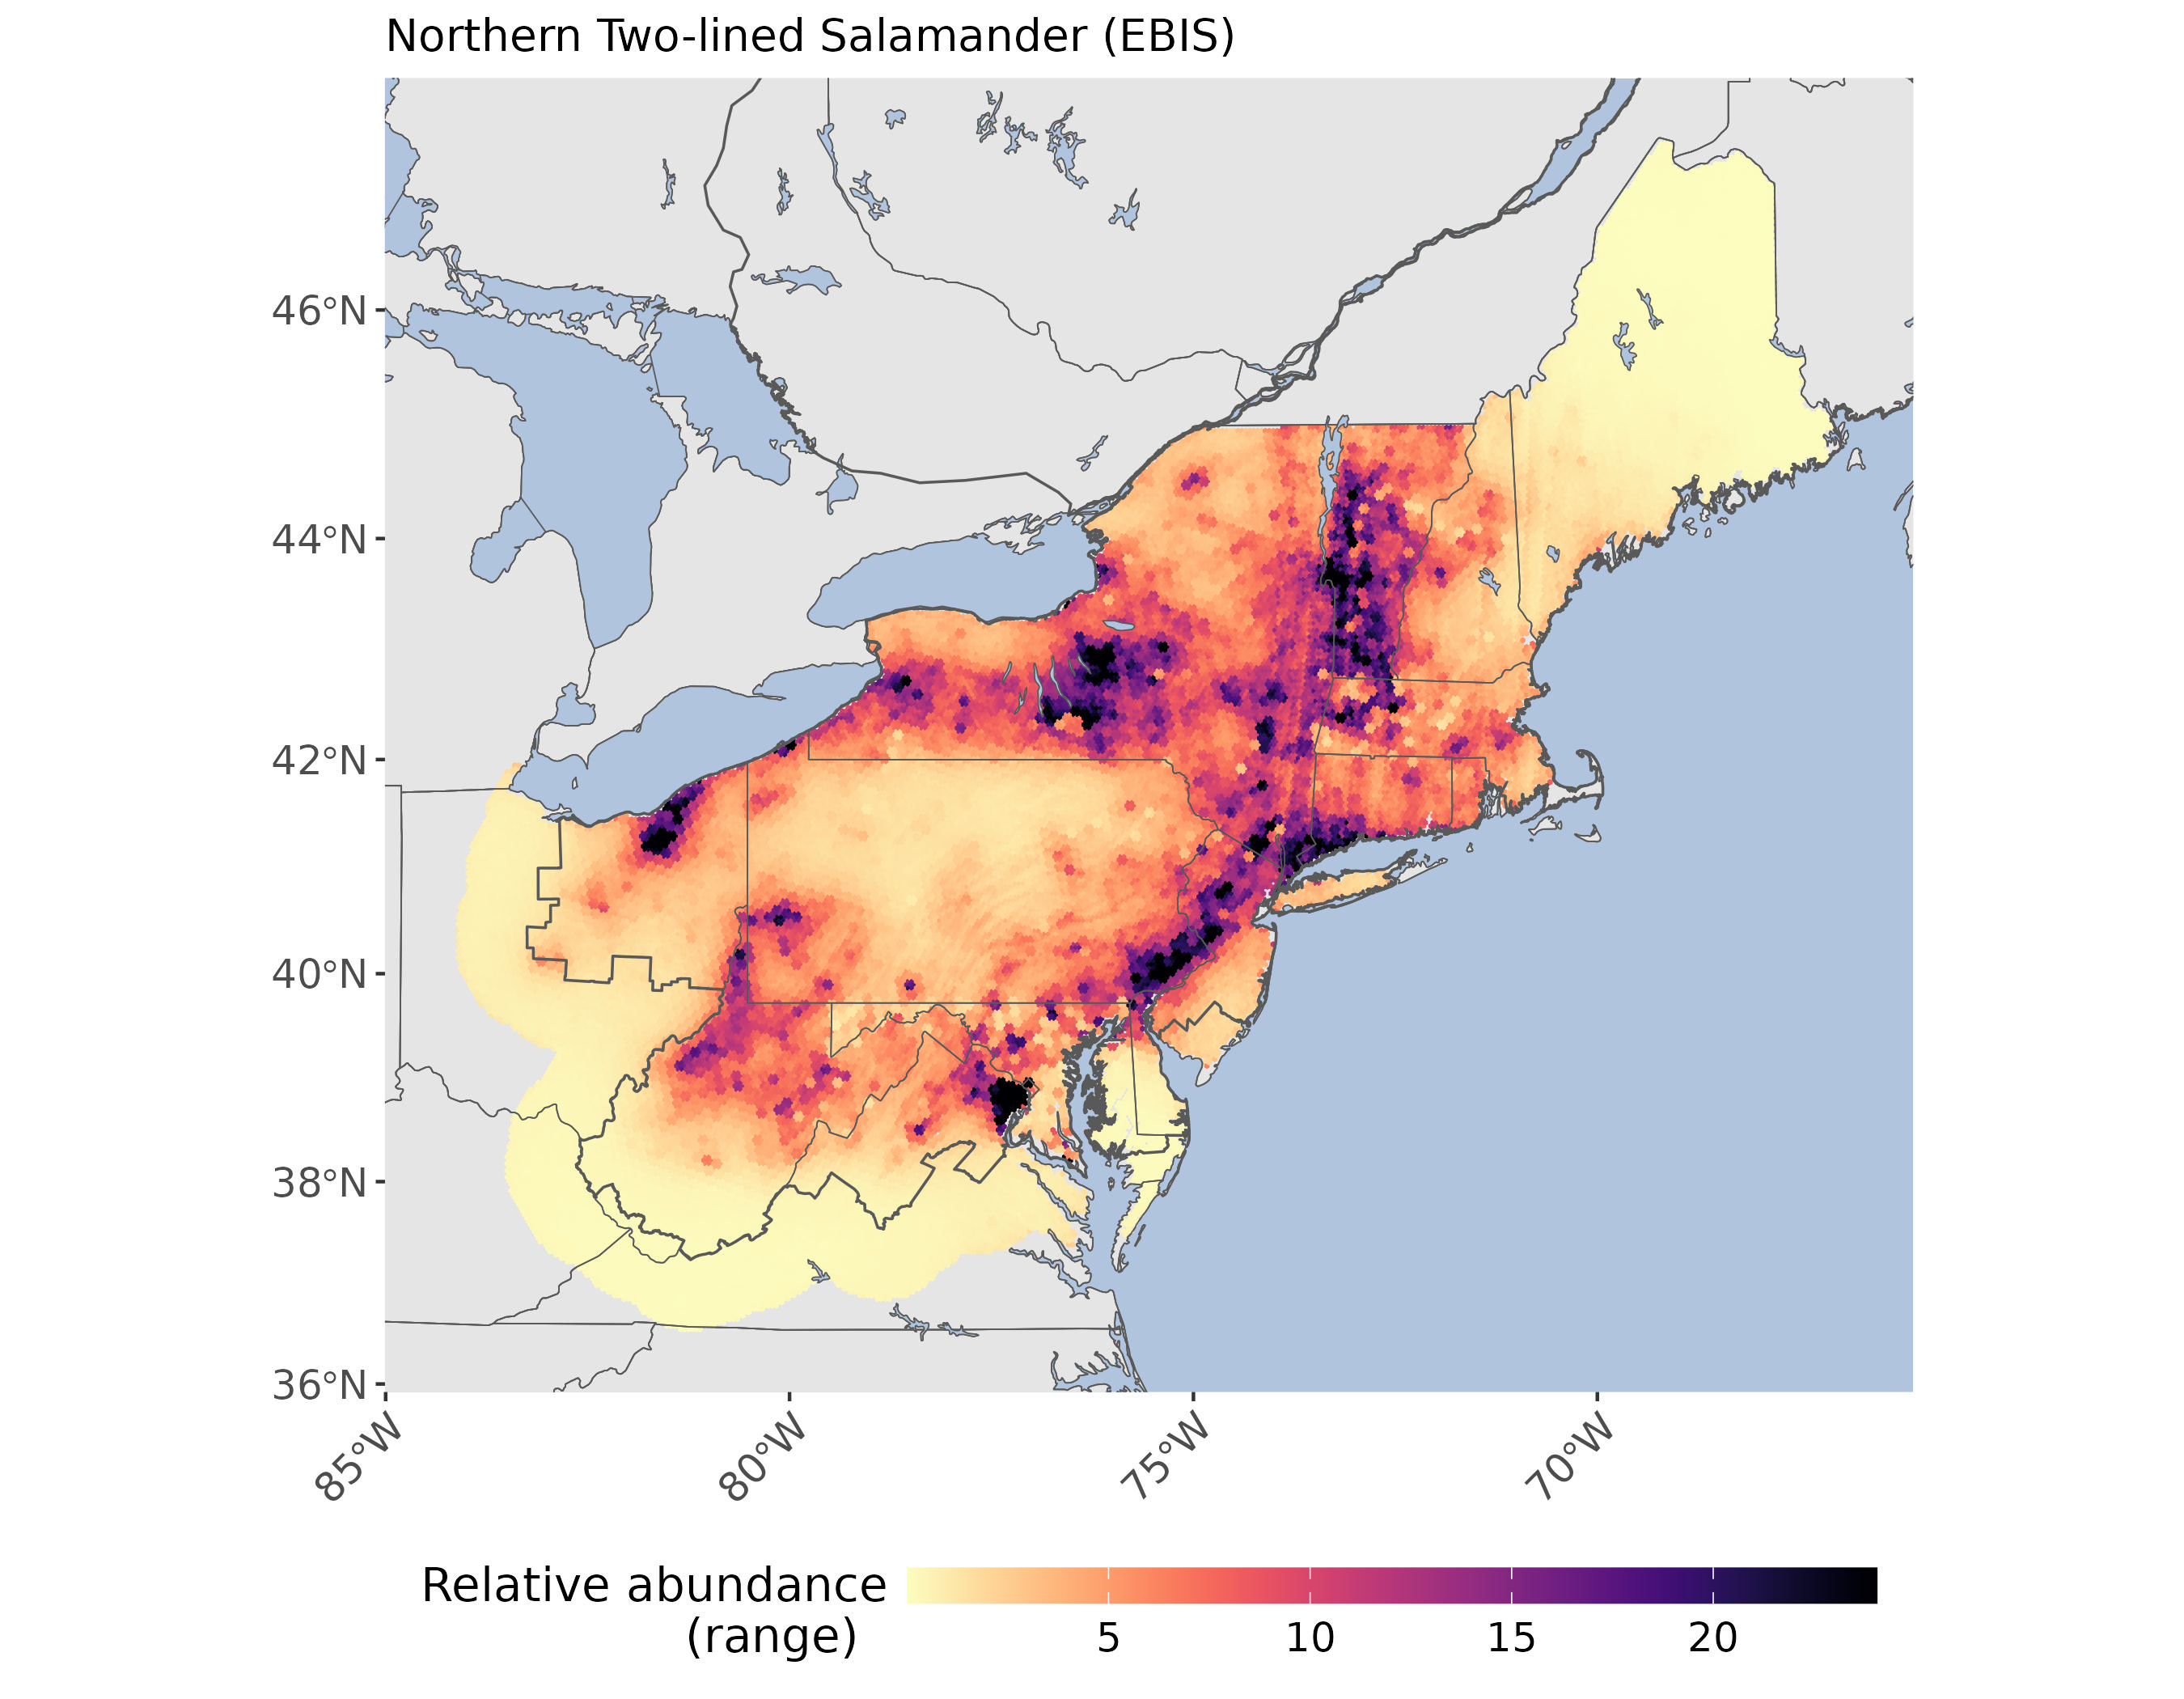 Northern Two-lined Salamander (EBIS)
46°N
44°N
42°N
40°N
38°N
36°N
85°W
80°W
75°W
70°W
Relative abundance
(range)
5
10
15
20